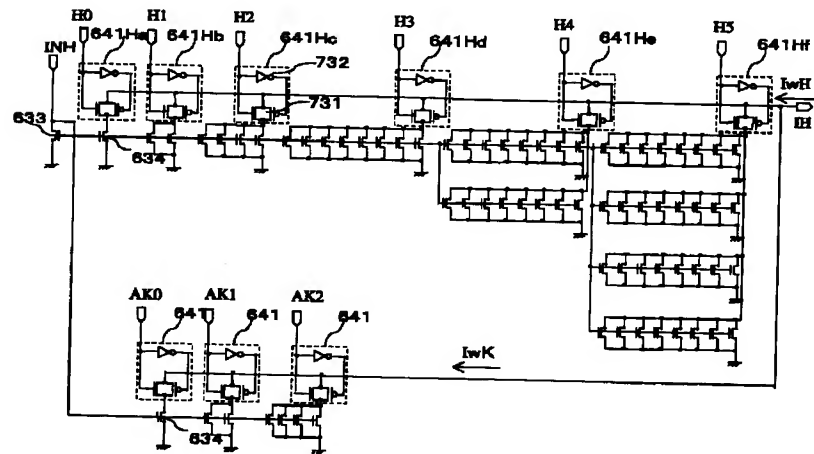 H0 641Ha H1 641Hb H2 641Hc H3 641Hd H4 641He H5 641Hf
INH
732
731
IwH
IH
633
634
AK0 641 AK1 641 AK2 641
IwK
634